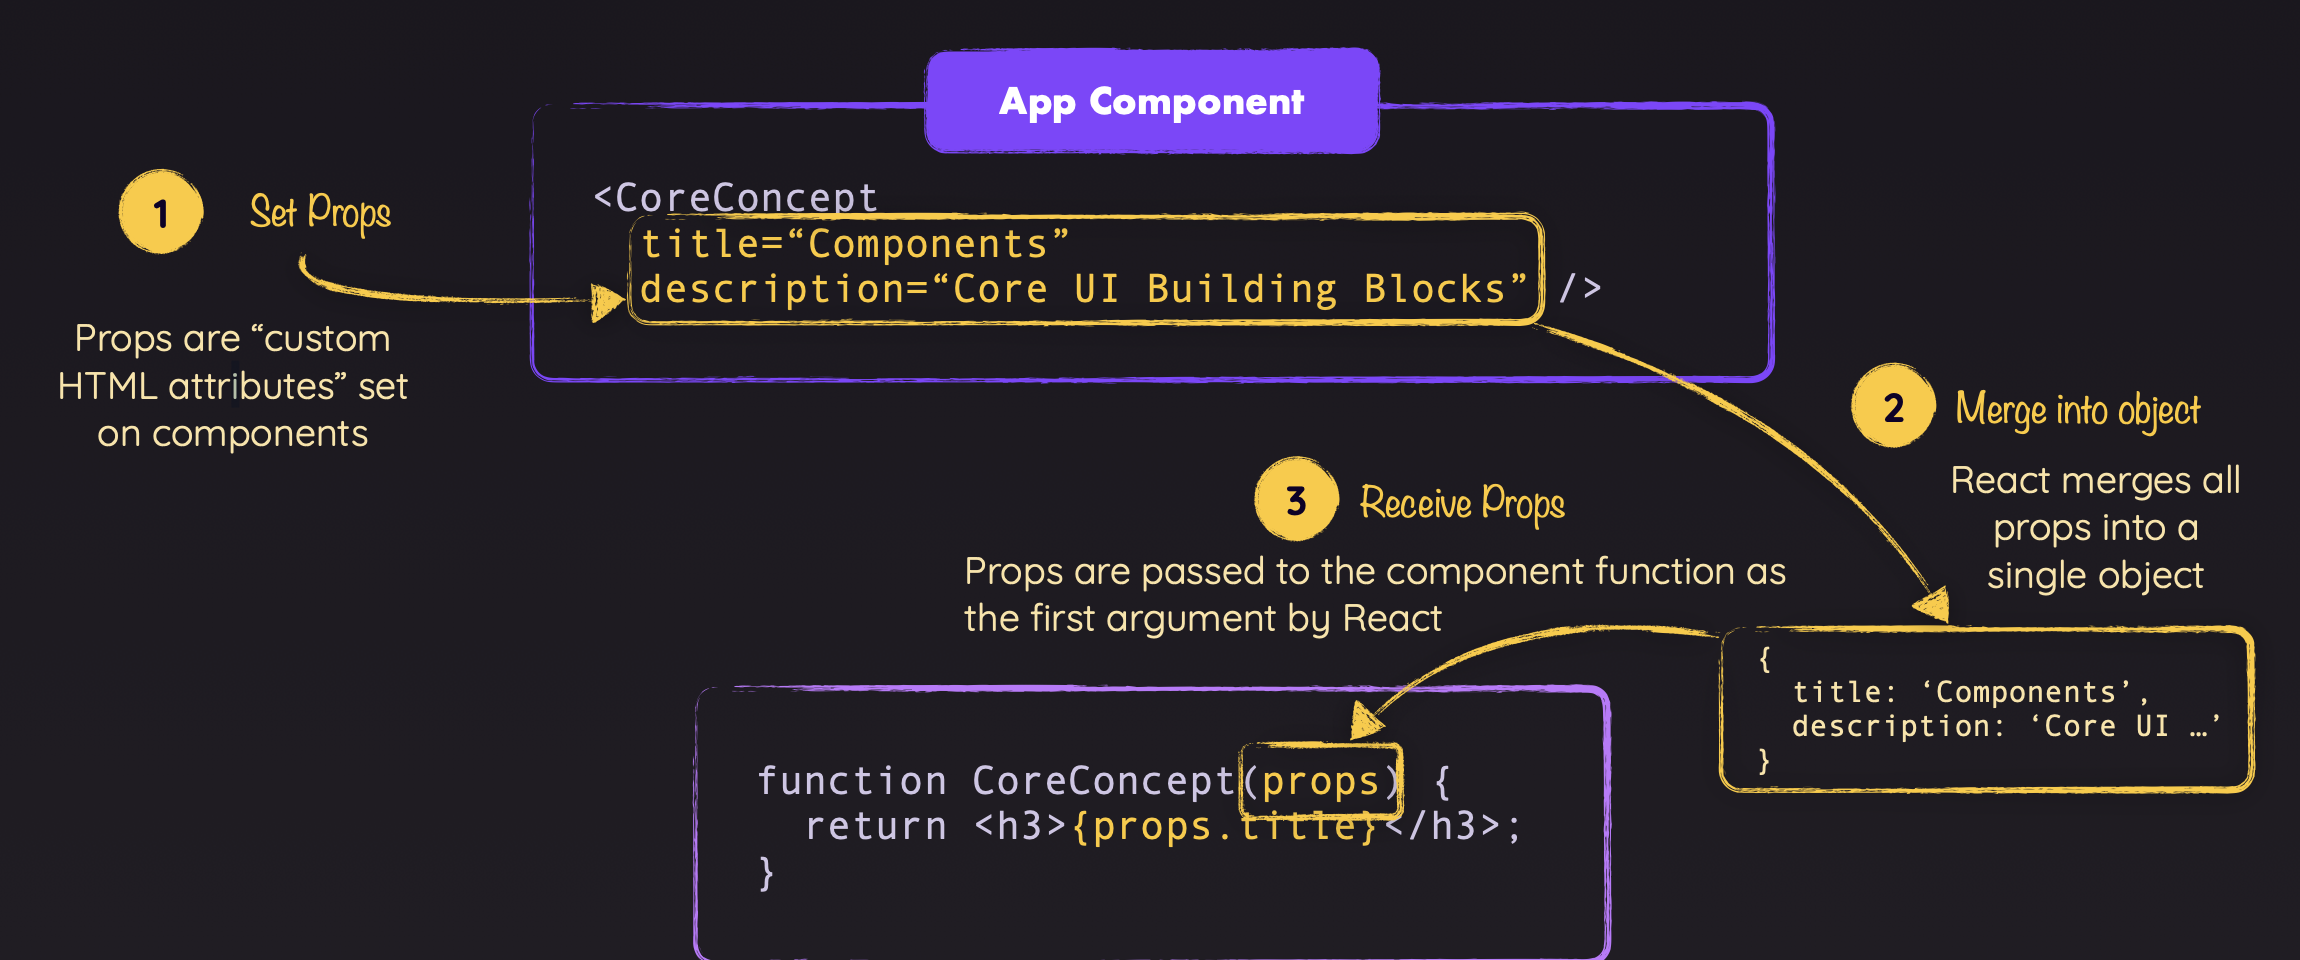 App Component
1
Set Props
Props are “custom
HTML attributes” set
on components
<CoreConcept
title=“Components”
description=“Core UI Building Blocks” />
2
Merge into object
React merges all
props into a
single object
{
title: ‘Components’,
description: ‘Core UI …’
}
3
Receive Props
Props are passed to the component function as
the first argument by React
function CoreConcept(props) {
return <h3>{props.title}</h3>;
}